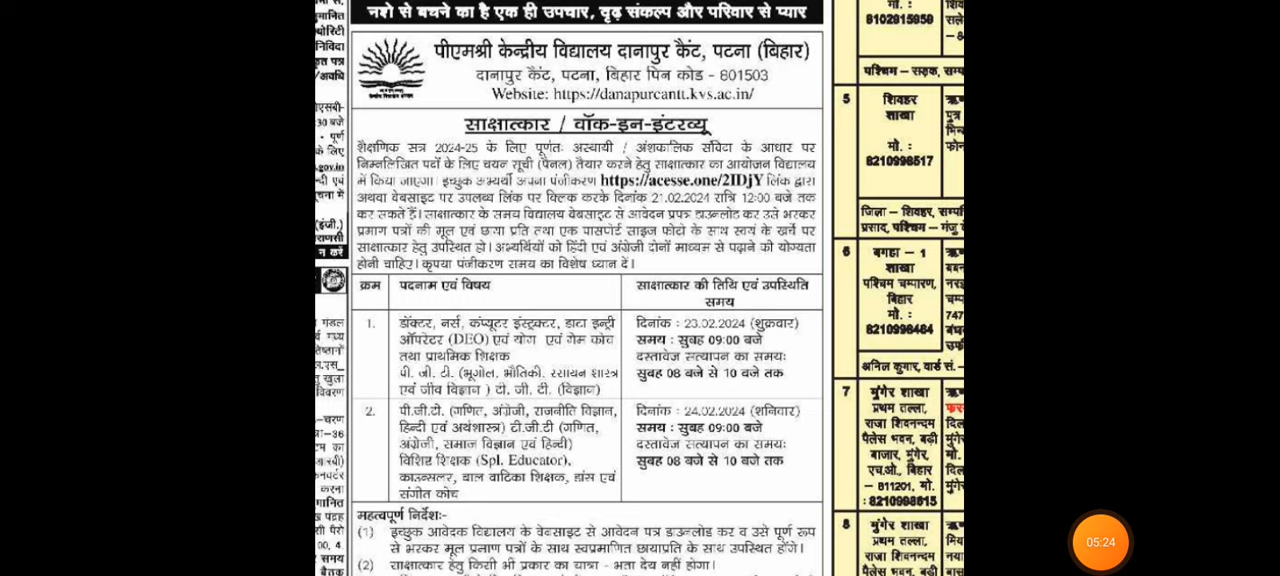 नशे से बचने का है एक ही उपचार, दृढ़ संकल्प और परिवार से प्यार
पीएमश्री केन्द्रीय विद्यालय दानापुर कैंट, पटना (बिहार)
दानापुर कैंट, पटना, बिहार पिन कोड - 801503
Website: https://danapurcantt.kvs.ac.in/
साक्षात्कार / वॉक-इन-इंटरव्यू
शैक्षणिक सत्र 2024-25 के लिए पूर्णतः अस्थायी / अंशकालिक संविदा के आधार पर
निम्नलिखित पदों के लिए चयन सूची (पैनल) तैयार करने हेतु साक्षात्कार का आयोजन विद्यालय
में किया जाएगा। इच्छुक अभ्यर्थी अपना पंजीकरण https://acesse.one/2IDjY लिंक द्वारा
अथवा वेबसाइट पर उपलब्ध लिंक पर क्लिक करके दिनांक 21.02.2024 रात्रि 12:00 बजे तक
कर सकते हैं। साक्षात्कार के समय विद्यालय वेबसाइट से आवेदन प्रपत्र डाउनलोड कर उसे भरकर
प्रमाण पत्रों की मूल एवं छाया प्रति तथा एक पासपोर्ट साइज फोटो के साथ स्वयं के खर्चे पर
साक्षात्कार हेतु उपस्थित हो। अभ्यर्थियों को हिंदी एवं अंग्रेजी दोनों माध्यम से पढ़ाने की योग्यता
होनी चाहिए। कृपया पंजीकरण समय का विशेष ध्यान दें।
क्रम पदनाम एवं विषय साक्षात्कार की तिथि एवं उपस्थिति
समय
1. डॉक्टर, नर्स, कंप्यूटर इंस्ट्रक्टर, डाटा इन्ट्री
ऑपरेटर (DEO) एवं योग एवं गेम कोच
तथा प्राथमिक शिक्षक
पी. जी. टी. (भूगोल, भौतिकी, रसायन शास्त्र
एवं जीव विज्ञान ) टी. जी. टी. (विज्ञान)
दिनांक : 23.02.2024 (शुक्रवार)
समय : सुबह 09:00 बजे
दस्तावेज सत्यापन का समयः
सुबह 08 बजे से 10 बजे तक
2. पी.जी.टी. (गणित, अंग्रेजी, राजनीति विज्ञान,
हिन्दी एवं अर्थशास्त्र) टी.जी.टी (गणित,
अंग्रेजी, समाज विज्ञान एवं हिन्दी)
विशिष्ट शिक्षक (Spl. Educator),
काउन्सलर, बाल वाटिका शिक्षक, डांस एवं
संगीत कोच
दिनांक : 24.02.2024 (शनिवार)
समय : सुबह 09:00 बजे
दस्तावेज सत्यापन का समयः
सुबह 08 बजे से 10 बजे तक
महत्वपूर्ण निर्देशः-
(1) इच्छुक आवेदक विद्यालय के वेबसाइट से आवेदन पत्र डाउनलोड कर व उसे पूर्ण रूप
से भरकर मूल प्रमाण पत्रों के साथ स्वप्रमाणित छायाप्रति के साथ उपस्थित होंगे।
(2) साक्षात्कार हेतु किसी भी प्रकार का यात्रा - भत्ता देय नहीं होगा।
मो. :
8102915959
पश्चिम – सड़क,
5 शिवहर
शाखा
मो. :
8210998517
जिला – शिवहर,
प्रसाद, पश्चिम – मंजु
6 बगहा – 1
शाखा
पश्चिम चम्पारण,
बिहार
मो. :
8210998484
अनिल कुमार, वार्ड सं.–
7 मुंगेर शाखा
प्रथम तल्ला,
राजा शिवनन्दन
पैलेस भवन, बढ़ी
बाजार, मुंगेर,
एच.ओ., बिहार
– 811201, मो.
: 8210998615
8 मुंगेर शाखा
प्रथम तल्ला,
राजा शिवनन्दन
05:24